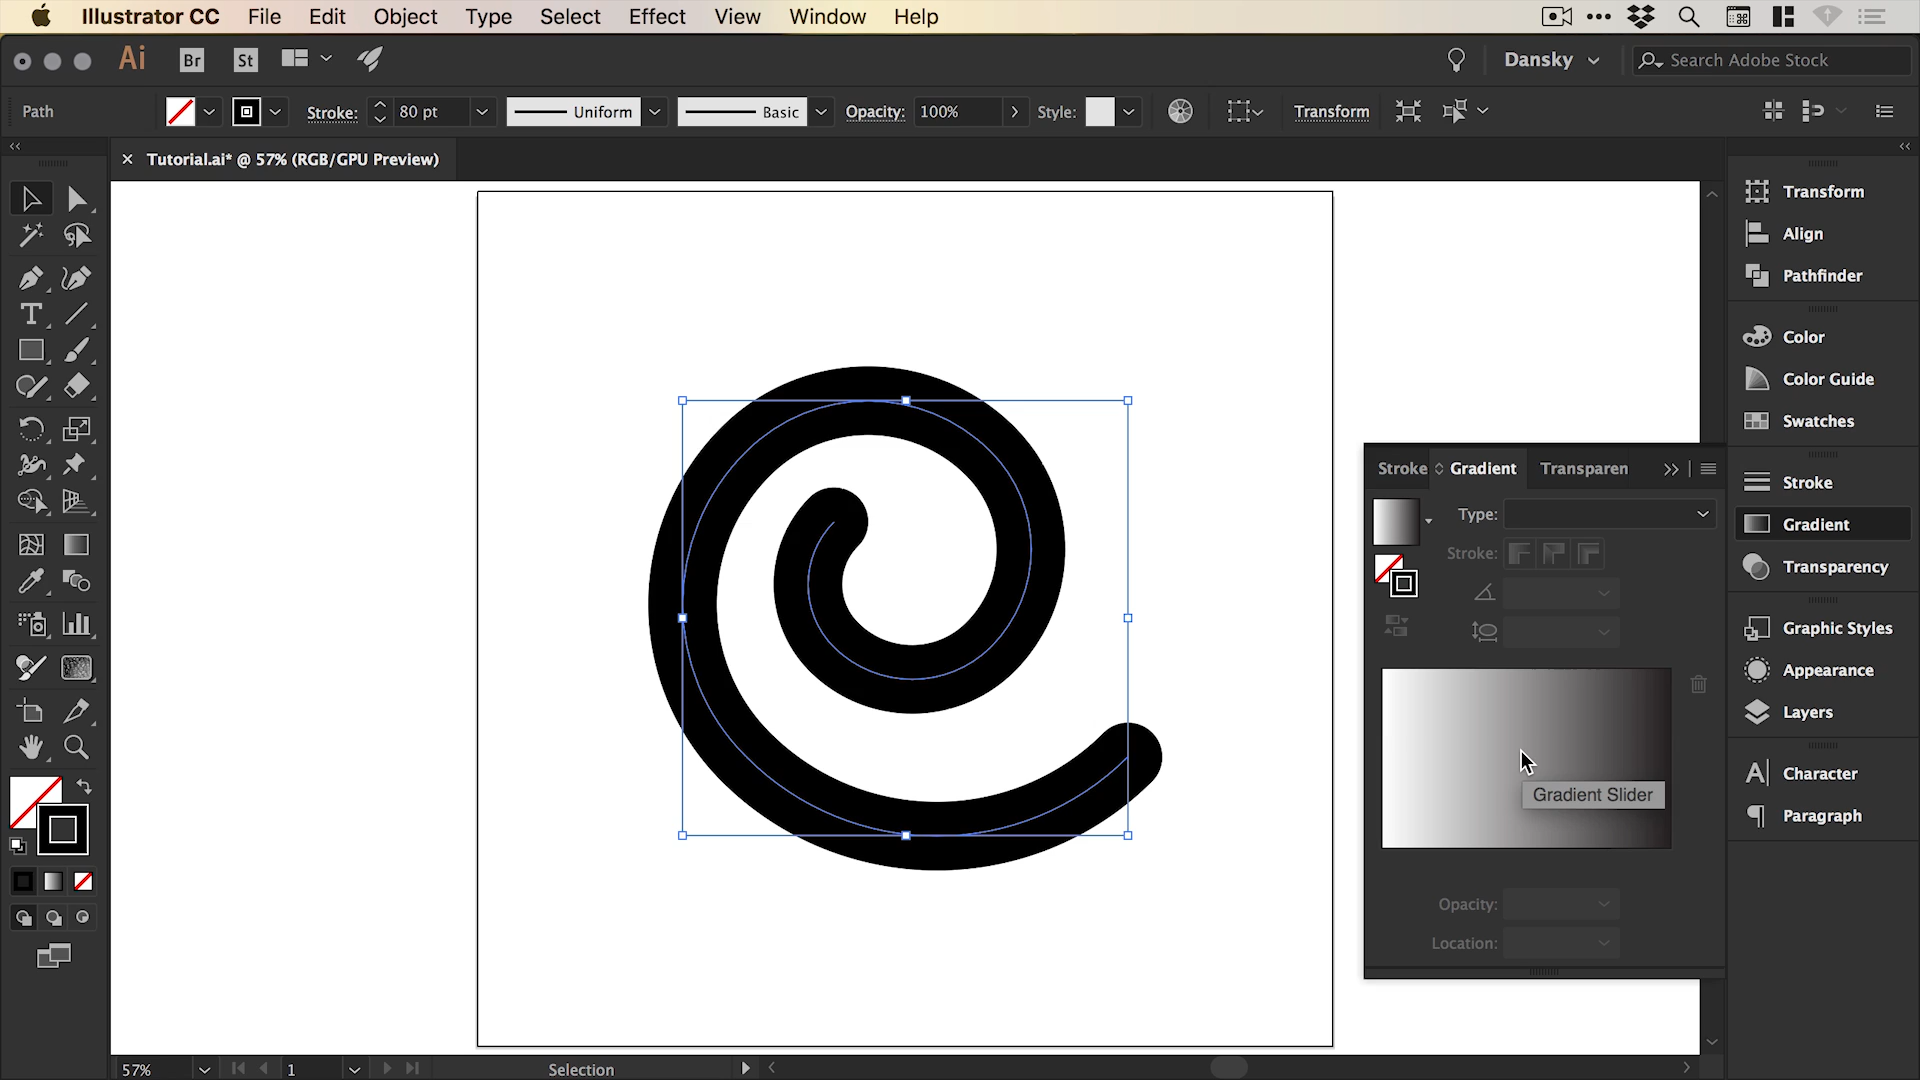 Illustrator CC File Edit Object Type Select Effect View Window Help
Ai Br St Dansky Search Adobe Stock
Path Stroke: 80 pt Uniform Basic Opacity: 100% Style: Transform
Tutorial.ai* @ 57% (RGB/GPU Preview)
Transform
Align
Pathfinder
Color
Color Guide
Swatches
Stroke
Gradient
Transparency
Graphic Styles
Appearance
Layers
Character
Paragraph
Stroke Gradient Transparen
Type:
Stroke:
Gradient Slider
Opacity:
Location:
57% 1 Selection